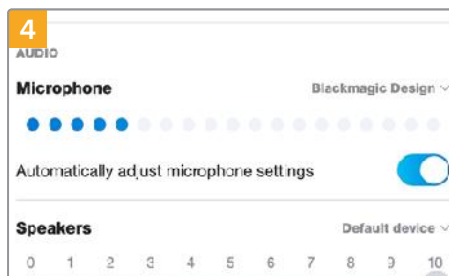 4
AUDIO
Microphone Blackmagic Design
Automatically adjust microphone settings
Speakers Default device
0 1 2 3 4 5 6 7 8 9 10